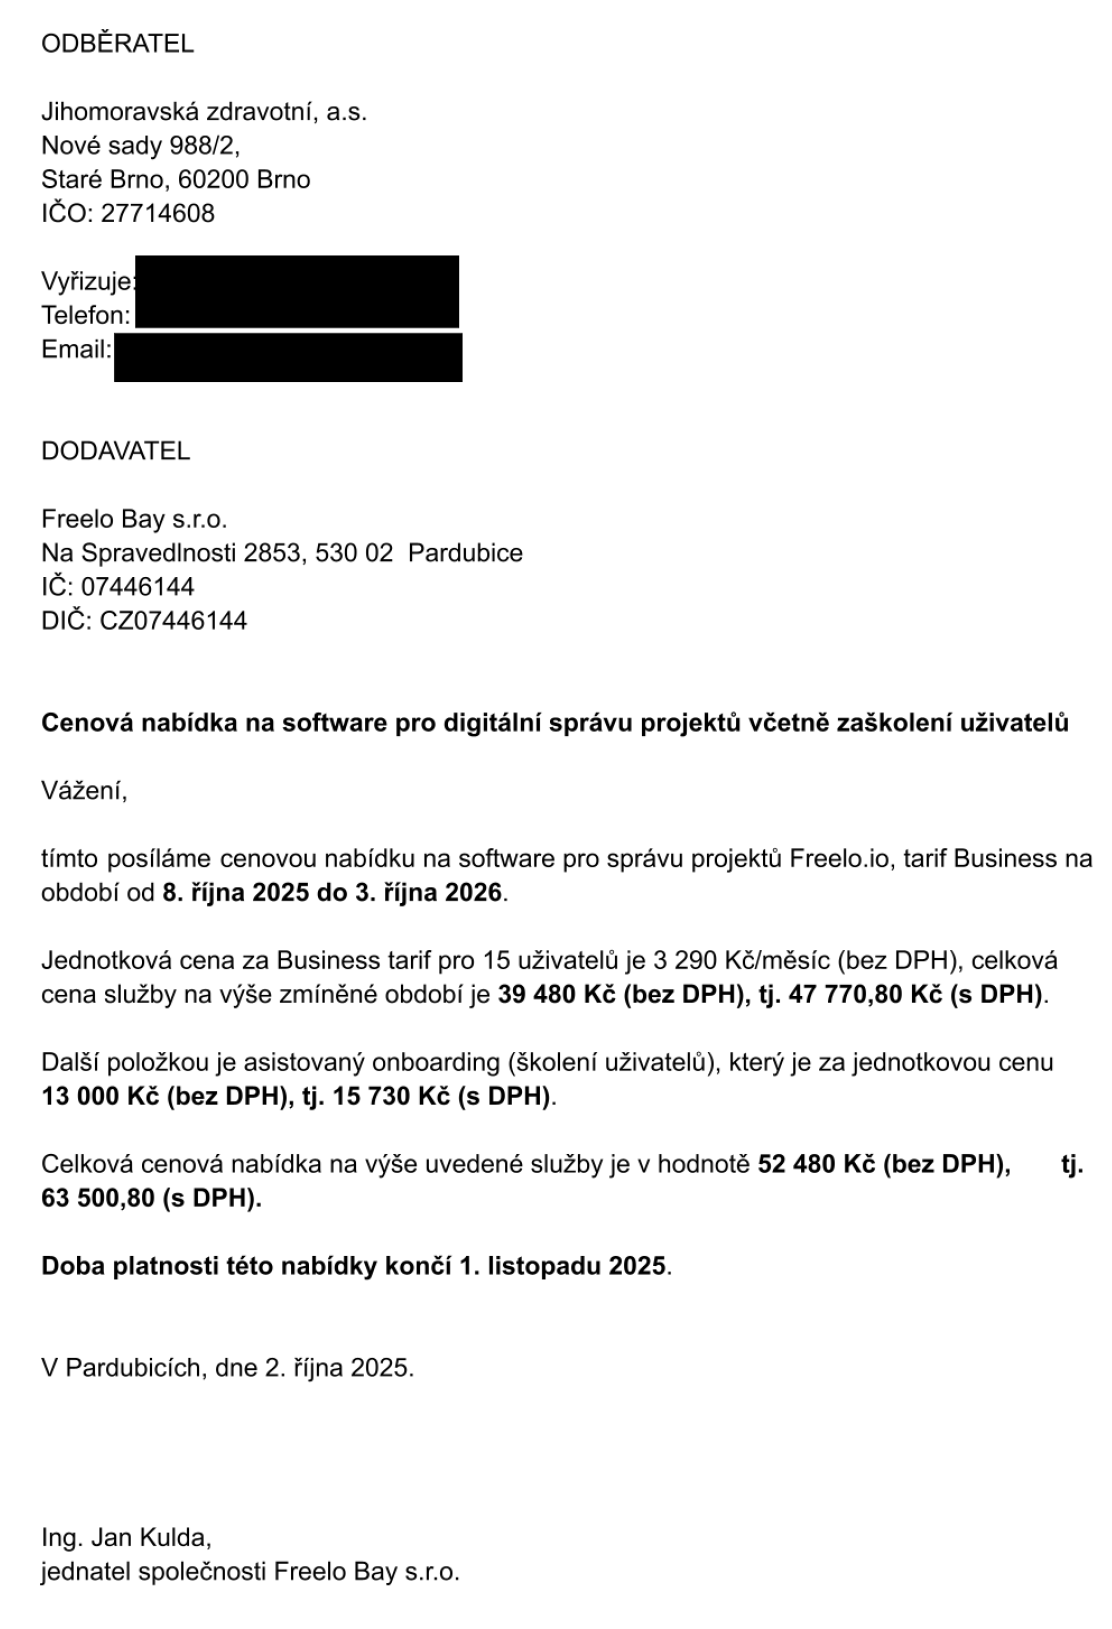 ODBĚRATEL
Jihomoravská zdravotní, a.s.
Nové sady 988/2,
Staré Brno, 60200 Brno
IČO: 27714608
Vyřizuje:
Telefon:
Email:
DODAVATEL
Freelo Bay s.r.o.
Na Spravedlnosti 2853, 530 02  Pardubice
IČ: 07446144
DIČ: CZ07446144
Cenová nabídka na software pro digitální správu projektů včetně zaškolení uživatelů
Vážení,
tímto posíláme cenovou nabídku na software pro správu projektů Freelo.io, tarif Business na
období od 8. října 2025 do 3. října 2026.
Jednotková cena za Business tarif pro 15 uživatelů je 3 290 Kč/měsíc (bez DPH), celková
cena služby na výše zmíněné období je 39 480 Kč (bez DPH), tj. 47 770,80 Kč (s DPH).
Další položkou je asistovaný onboarding (školení uživatelů), který je za jednotkovou cenu
13 000 Kč (bez DPH), tj. 15 730 Kč (s DPH).
Celková cenová nabídka na výše uvedené služby je v hodnotě 52 480 Kč (bez DPH), tj.
63 500,80 (s DPH).
Doba platnosti této nabídky končí 1. listopadu 2025.
V Pardubicích, dne 2. října 2025.
Ing. Jan Kulda,
jednatel společnosti Freelo Bay s.r.o.